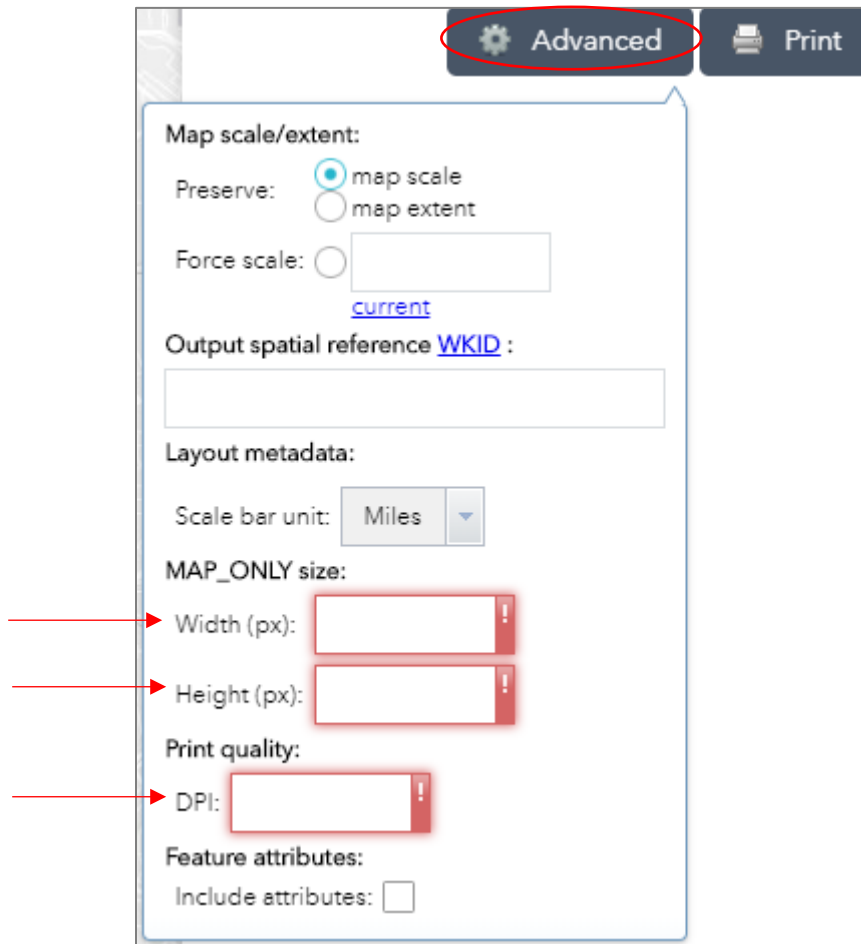 Advanced Print
Map scale/extent:
Preserve: map scale
map extent
Force scale:
current
Output spatial reference WKID :
Layout metadata:
Scale bar unit: Miles
MAP_ONLY size:
Width (px): !
Height (px): !
Print quality:
DPI: !
Feature attributes:
Include attributes: